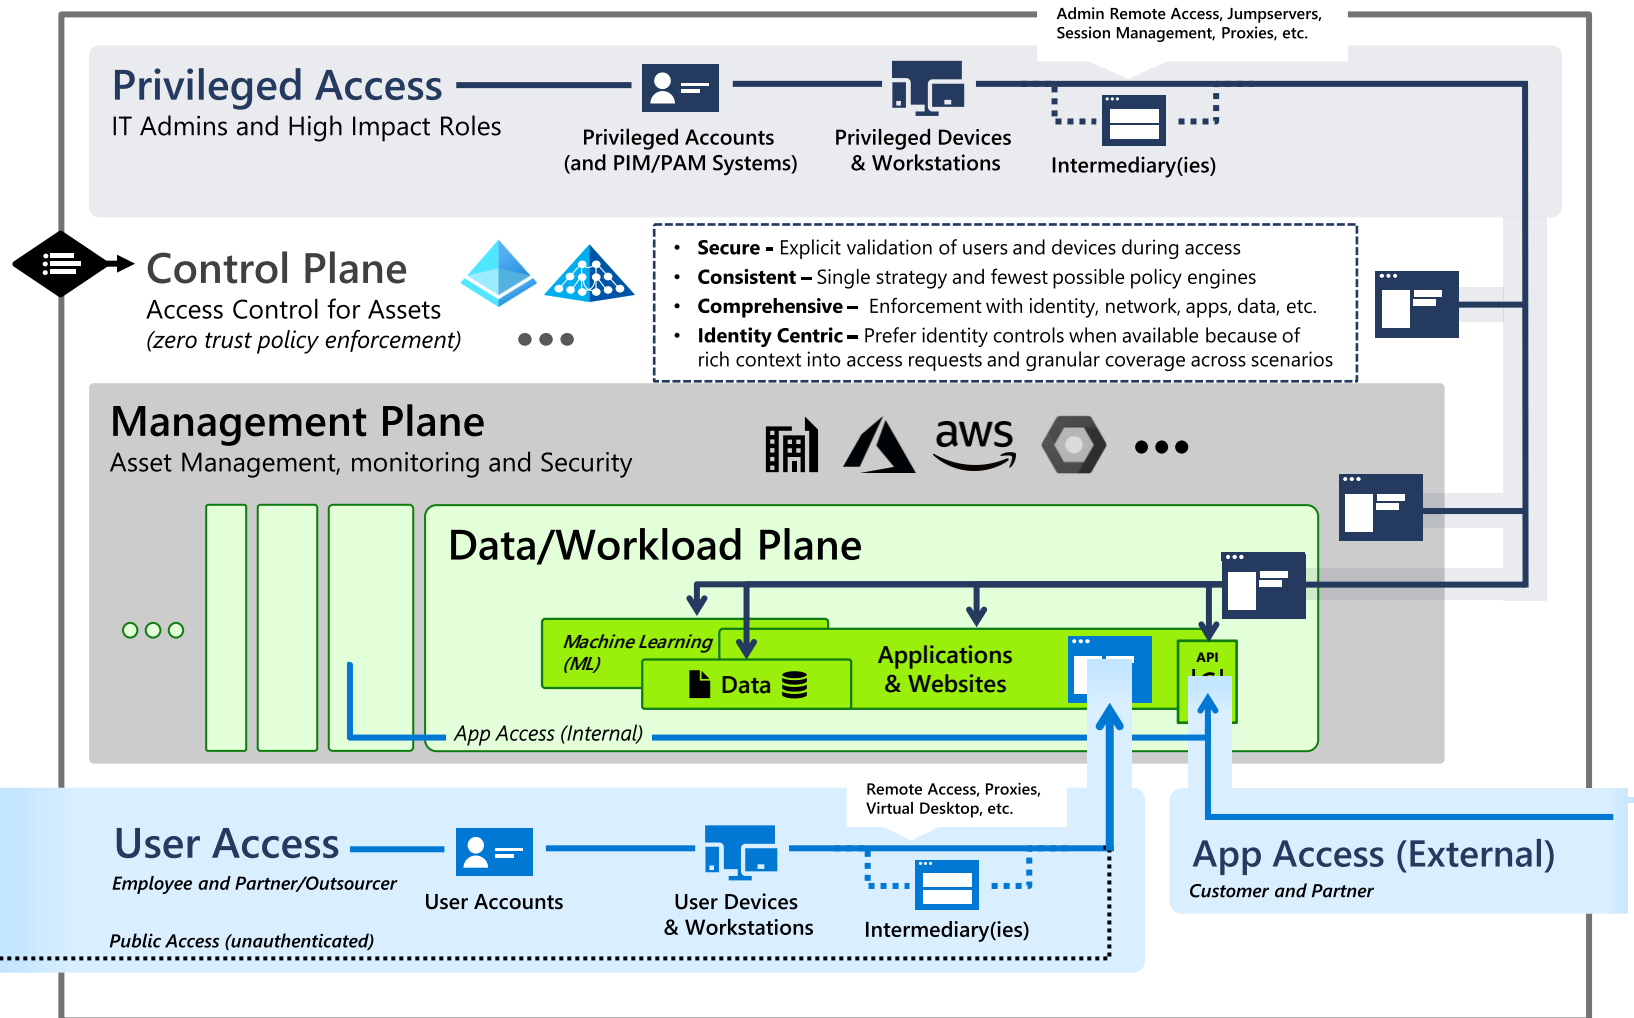 Admin Remote Access, Jumpservers,
Session Management, Proxies, etc.
Privileged Access
IT Admins and High Impact Roles
Privileged Accounts
(and PIM/PAM Systems)
Privileged Devices
& Workstations
Intermediary(ies)
Control Plane
Access Control for Assets
(zero trust policy enforcement)
• Secure - Explicit validation of users and devices during access
• Consistent – Single strategy and fewest possible policy engines
• Comprehensive – Enforcement with identity, network, apps, data, etc.
• Identity Centric – Prefer identity controls when available because of
rich context into access requests and granular coverage across scenarios
Management Plane
Asset Management, monitoring and Security
aws
Data/Workload Plane
Machine Learning
(ML)
Data
Applications
& Websites
API
App Access (Internal)
Remote Access, Proxies,
Virtual Desktop, etc.
User Access
Employee and Partner/Outsourcer
User Accounts
User Devices
& Workstations
Intermediary(ies)
Public Access (unauthenticated)
App Access (External)
Customer and Partner